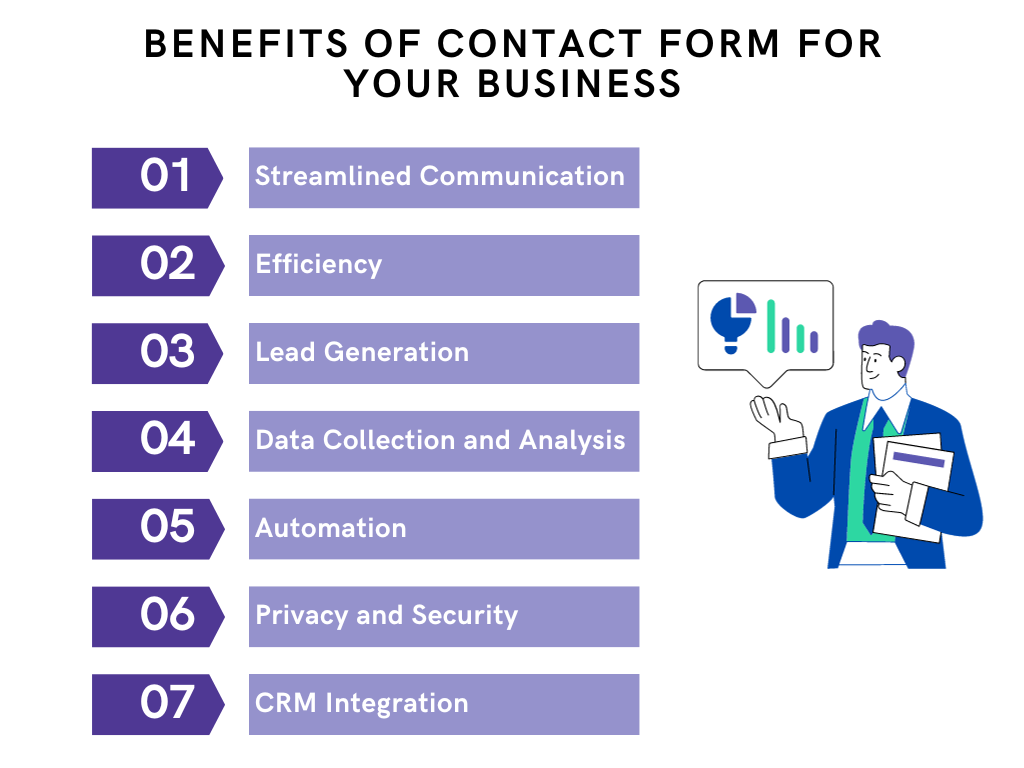 BENEFITS OF CONTACT FORM FOR
YOUR BUSINESS
01 Streamlined Communication
02 Efficiency
03 Lead Generation
04 Data Collection and Analysis
05 Automation
06 Privacy and Security
07 CRM Integration